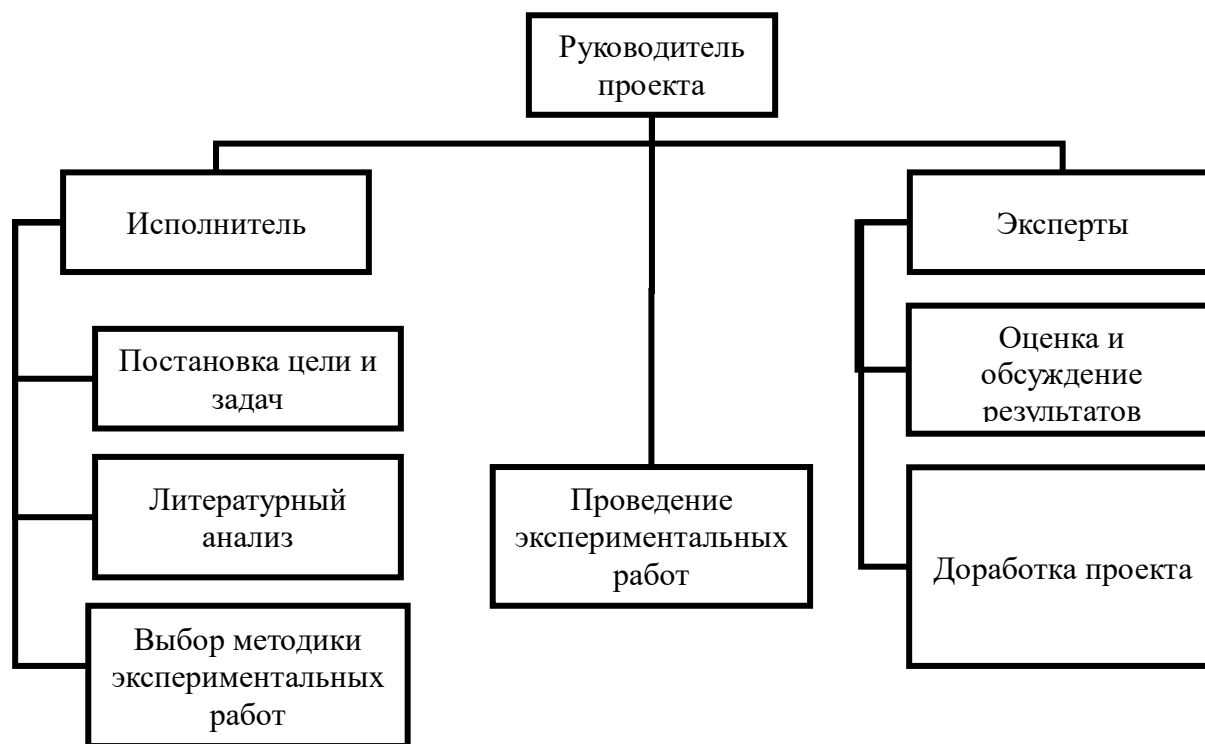 Руководитель
проекта
Исполнитель
Эксперты
Постановка цели и
задач
Оценка и
обсуждение
результатов
Литературный
анализ
Проведение
экспериментальных
работ
Доработка проекта
Выбор методики
экспериментальных
работ